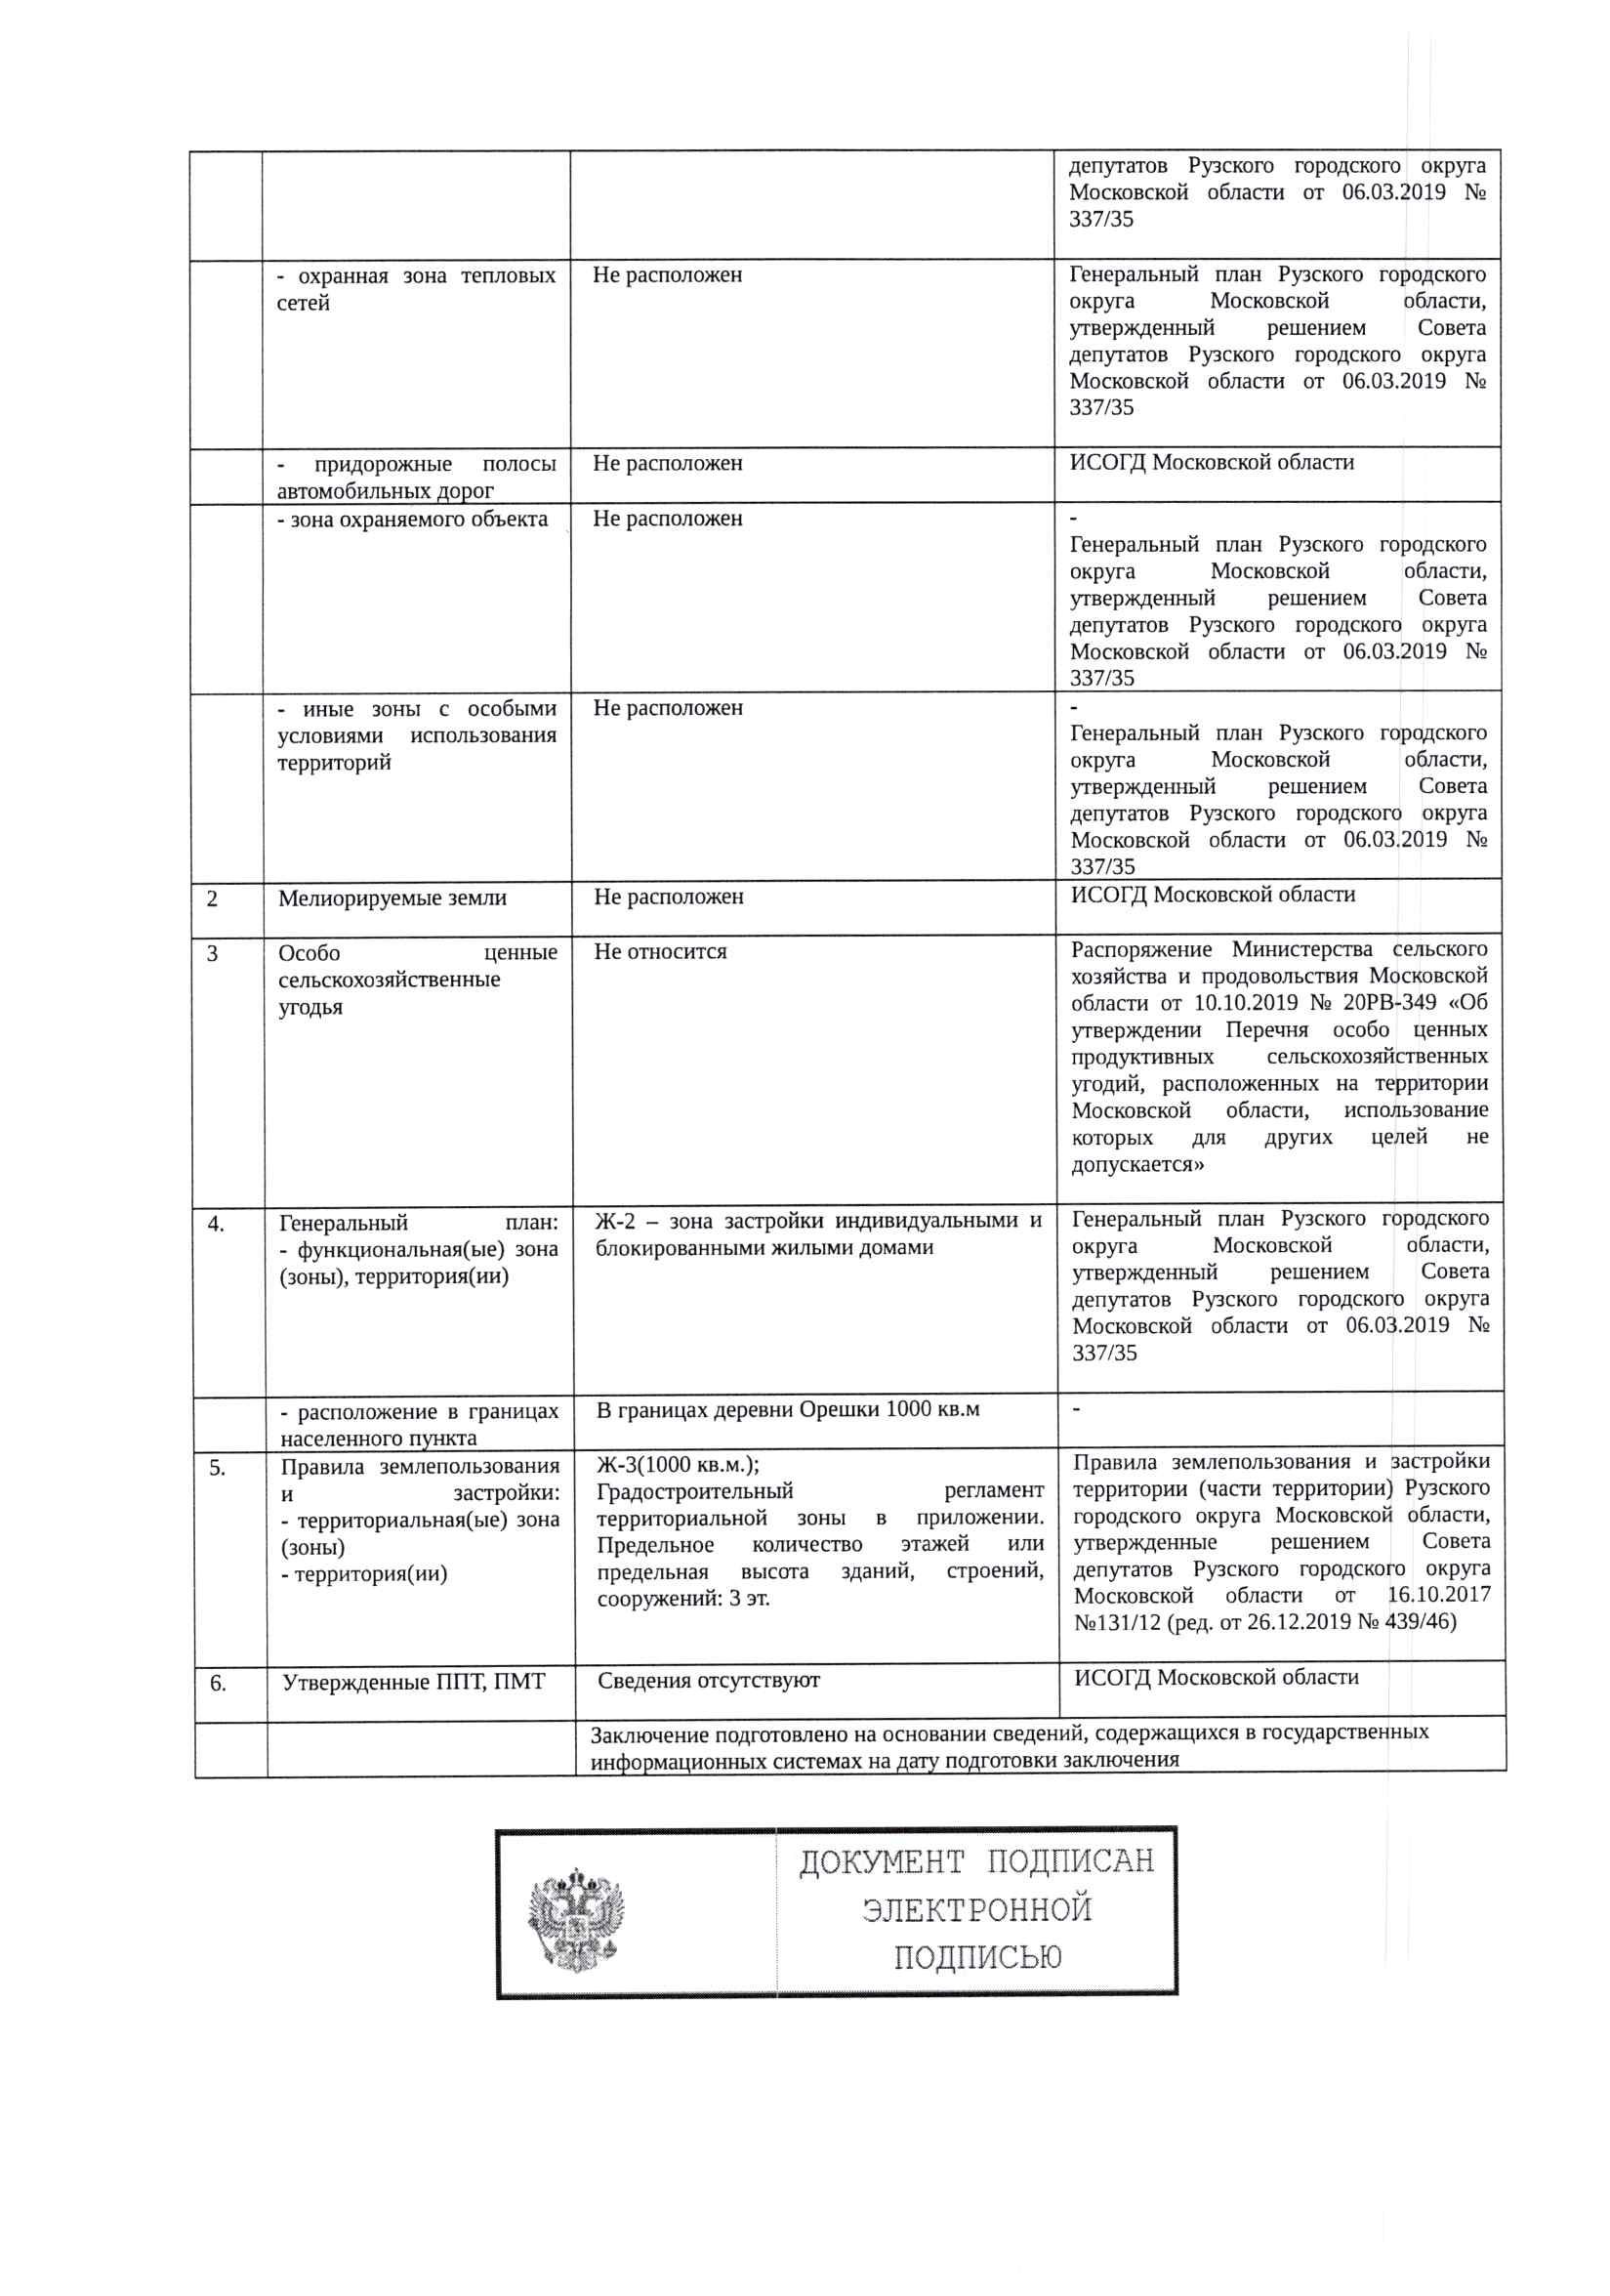 депутатов Рузского городского округа
Московской области от 06.03.2019 №
337/35
- охранная зона тепловых
сетей
Не расположен
Генеральный план Рузского городского
округа Московской области,
утвержденный решением Совета
депутатов Рузского городского округа
Московской области от 06.03.2019 №
337/35
- придорожные полосы
автомобильных дорог
Не расположен
ИСОГД Московской области
- зона охраняемого объекта
Не расположен
-
Генеральный план Рузского городского
округа Московской области,
утвержденный решением Совета
депутатов Рузского городского округа
Московской области от 06.03.2019 №
337/35
- иные зоны с особыми
условиями использования
территорий
Не расположен
-
Генеральный план Рузского городского
округа Московской области,
утвержденный решением Совета
депутатов Рузского городского округа
Московской области от 06.03.2019 №
337/35
2
Мелиорируемые земли
Не расположен
ИСОГД Московской области
3
Особо ценные
сельскохозяйственные
угодья
Не относится
Распоряжение Министерства сельского
хозяйства и продовольствия Московской
области от 10.10.2019 № 20РВ-349 «Об
утверждении Перечня особо ценных
продуктивных сельскохозяйственных
угодий, расположенных на территории
Московской области, использование
которых для других целей не
допускается»
4.
Генеральный план:
- функциональная(ые) зона
(зоны), территория(ии)
Ж-2 – зона застройки индивидуальными и
блокированными жилыми домами
Генеральный план Рузского городского
округа Московской области,
утвержденный решением Совета
депутатов Рузского городского округа
Московской области от 06.03.2019 №
337/35
- расположение в границах
населенного пункта
В границах деревни Орешки 1000 кв.м
-
5.
Правила землепользования
и застройки:
- территориальная(ые) зона
(зоны)
- территория(ии)
Ж-3(1000 кв.м.);
Градостроительный регламент
территориальной зоны в приложении.
Предельное количество этажей или
предельная высота зданий, строений,
сооружений: 3 эт.
Правила землепользования и застройки
территории (части территории) Рузского
городского округа Московской области,
утвержденные решением Совета
депутатов Рузского городского округа
Московской области от 16.10.2017
№131/12 (ред. от 26.12.2019 № 439/46)
6.
Утвержденные ППТ, ПМТ
Сведения отсутствуют
ИСОГД Московской области
Заключение подготовлено на основании сведений, содержащихся в государственных
информационных системах на дату подготовки заключения
ДОКУМЕНТ ПОДПИСАН
ЭЛЕКТРОННОЙ
ПОДПИСЬЮ